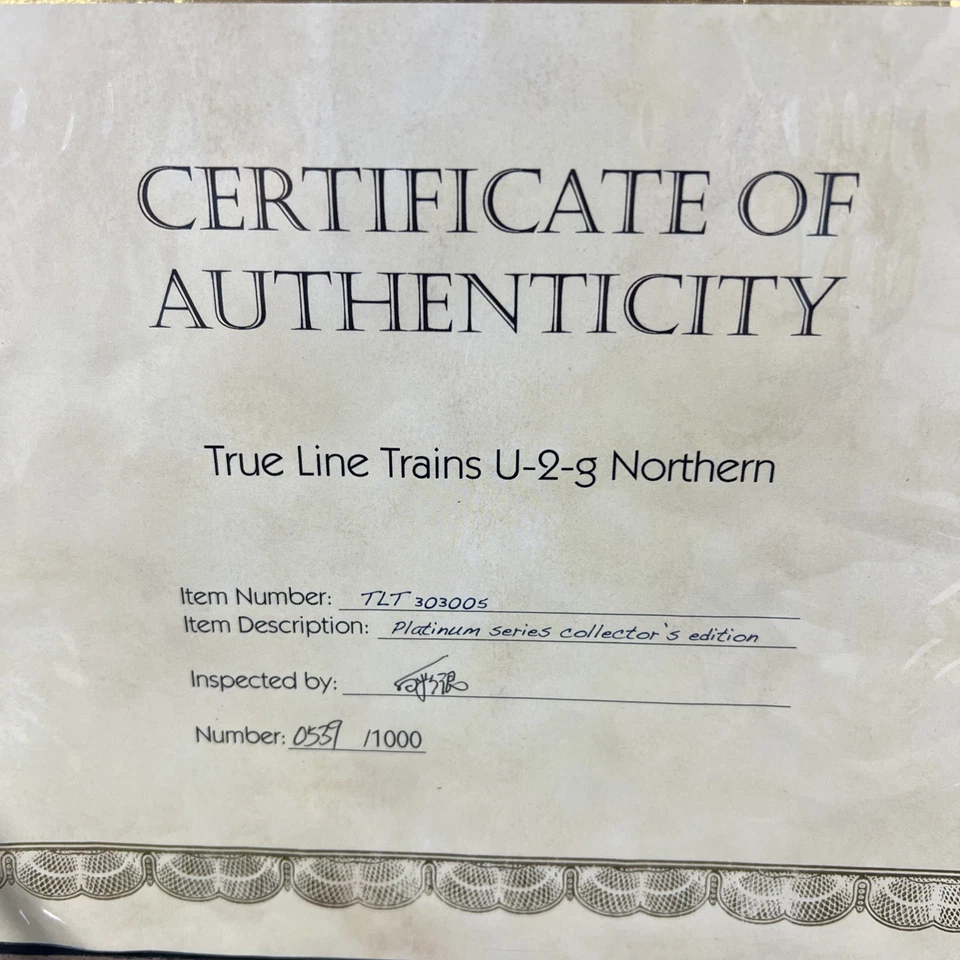 CERTIFICATE OF
AUTHENTICITY
True Line Trains U-2-g Northern
Item Number: TLT 303005
Item Description: Platinum series collector's edition
Inspected by:
Number: 0539 /1000